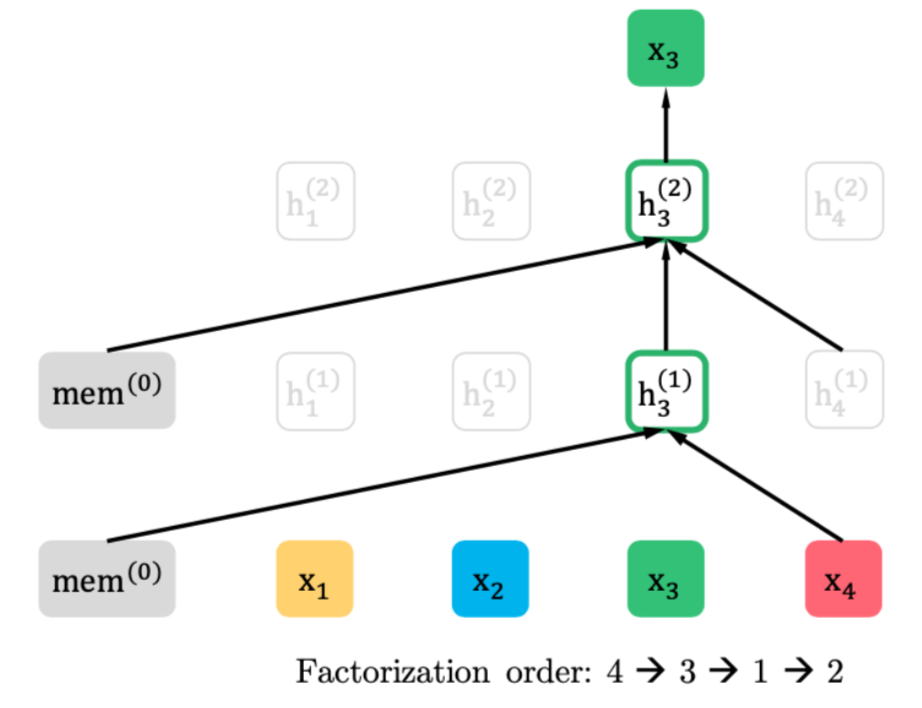 x₃
h₁⁽²⁾ h₂⁽²⁾ h₃⁽²⁾ h₄⁽²⁾
mem⁽⁰⁾ h₁⁽¹⁾ h₂⁽¹⁾ h₃⁽¹⁾ h₄⁽¹⁾
mem⁽⁰⁾ x₁ x₂ x₃ x₄
Factorization order: 4 → 3 → 1 → 2